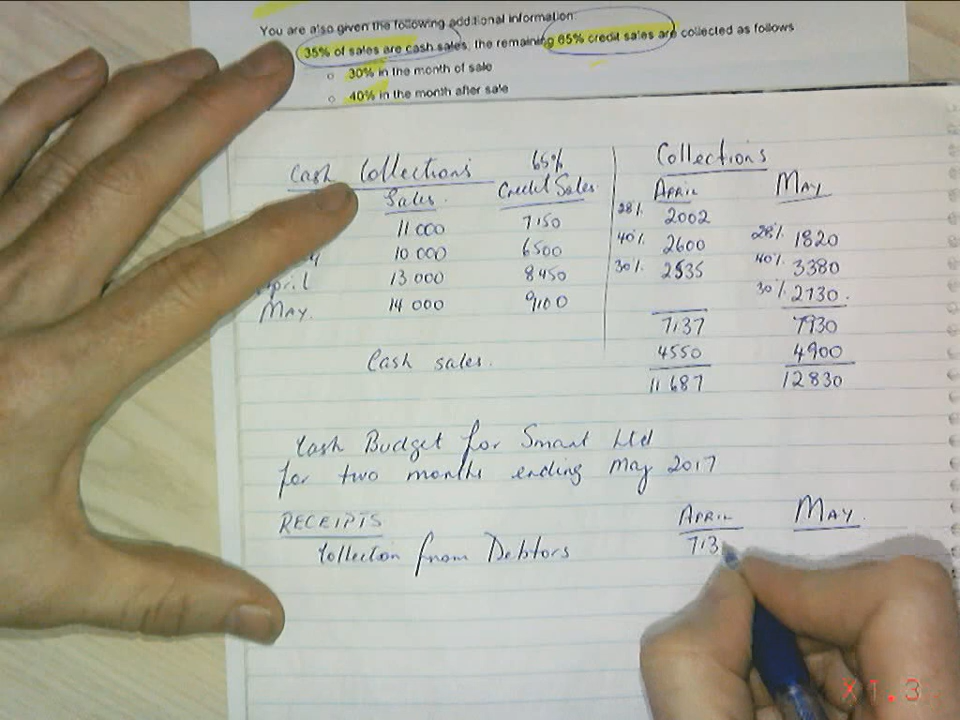 You are also given the following additional information:
35% of sales are cash sales, the remaining 65% credit sales are collected as follows
o 30% in the month of sale
o 40% in the month after sale
Cash Collections 65% Collections
Sales Credit Sales April May
11 000 7150 28% 2002
10 000 6500 40% 2600 28% 1820
April 13 000 8450 30% 2535 40% 3380
May 14 000 9100 30% 2730
7137 7930
Cash sales. 4550 4900
11 687 12830
Cash Budget for Smart Ltd
for two months ending May 2017
RECEIPTS APRIL MAY
Collection from Debtors 713
X1.3